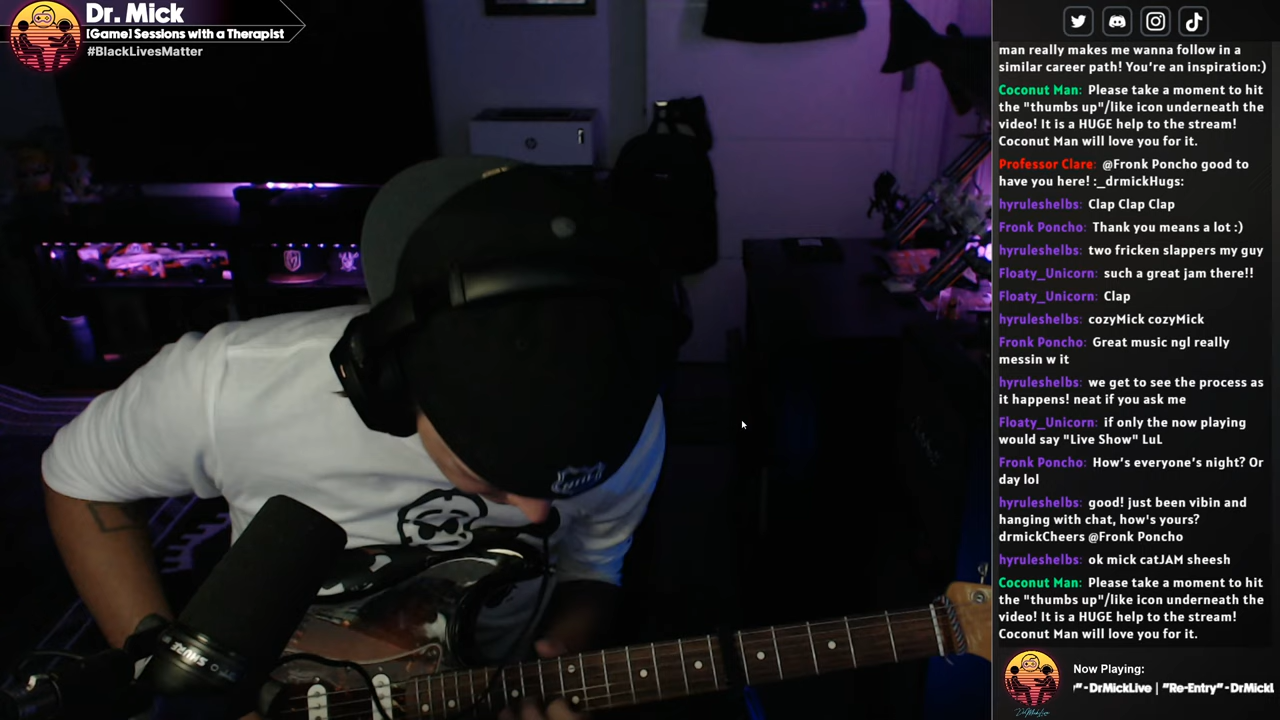 Dr. Mick
[Game] Sessions with a Therapist
#BlackLivesMatter
man really makes me wanna follow in a
similar career path! You're an inspiration:)
Coconut Man: Please take a moment to hit
the "thumbs up"/like icon underneath the
video! It is a HUGE help to the stream!
Coconut Man will love you for it.
Professor Clare: @Fronk Poncho good to
have you here! :_drmickHugs:
hyruleshelbs: Clap Clap Clap
Fronk Poncho: Thank you means a lot :)
hyruleshelbs: two fricken slappers my guy
Floaty_Unicorn: such a great jam there!!
Floaty_Unicorn: Clap
hyruleshelbs: cozyMick cozyMick
Fronk Poncho: Great music ngl really
messin w it
hyruleshelbs: we get to see the process as
it happens! neat if you ask me
Floaty_Unicorn: if only the now playing
would say "Live Show" LuL
Fronk Poncho: How's everyone's night? Or
day lol
hyruleshelbs: good! just been vibin and
hanging with chat, how's yours?
drmickCheers @Fronk Poncho
hyruleshelbs: ok mick catJAM sheesh
Coconut Man: Please take a moment to hit
the "thumbs up"/like icon underneath the
video! It is a HUGE help to the stream!
Coconut Man will love you for it.
Now Playing:
" - DrMickLive | "Re-Entry" - DrMickL
hp
SHURE